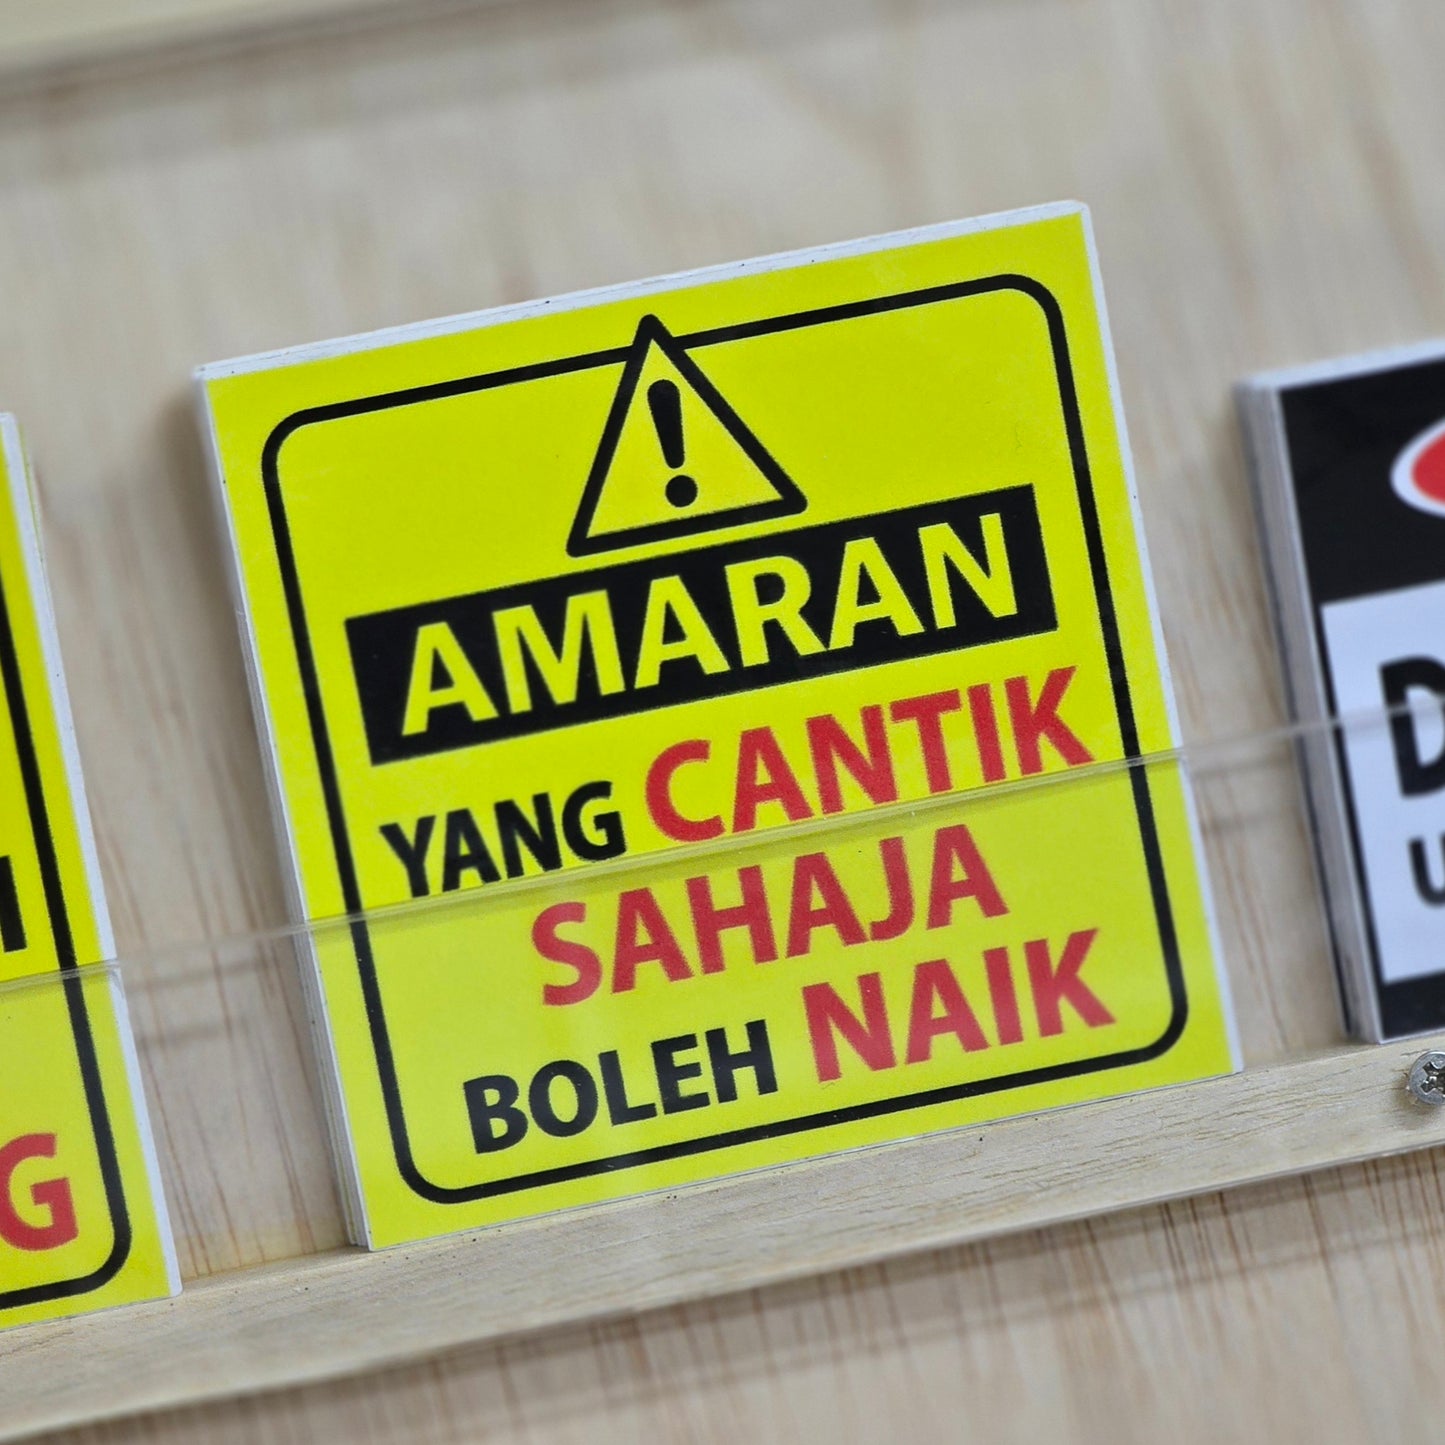 AMARAN
YANG CANTIK
SAHAJA
BOLEH NAIK